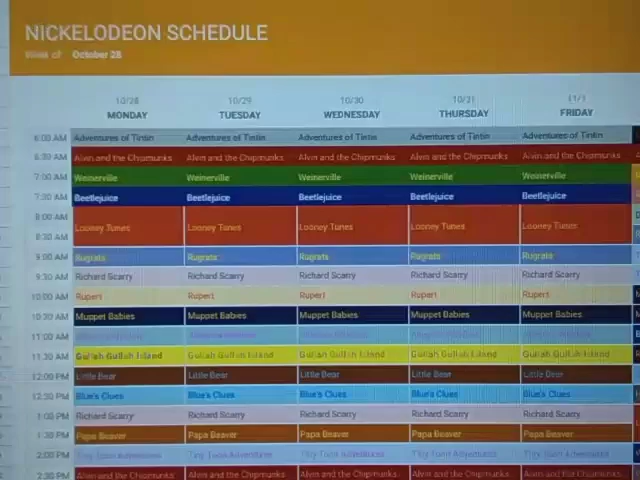 NICKELODEON SCHEDULE
Week of October 28
10/28 10/29 10/30 10/31 11/1
MONDAY TUESDAY WEDNESDAY THURSDAY FRIDAY
6:00 AM Adventures of Tintin Adventures of Tintin Adventures of Tintin Adventures of Tintin Adventures of Tintin
6:30 AM Alvin and the Chipmunks Alvin and the Chipmunks Alvin and the Chipmunks Alvin and the Chipmunks Alvin and the Chipmunks
7:00 AM Weinerville Weinerville Weinerville Weinerville Weinerville
7:30 AM Beetlejuice Beetlejuice Beetlejuice Beetlejuice Beetlejuice
8:00 AM
Looney Tunes Looney Tunes Looney Tunes Looney Tunes Looney Tunes
8:30 AM
9:00 AM Rugrats Rugrats Rugrats Rugrats Rugrats
9:30 AM Richard Scarry Richard Scarry Richard Scarry Richard Scarry Richard Scarry
10:00 AM Rupert Rupert Rupert Rupert Rupert
10:30 AM Muppet Babies Muppet Babies Muppet Babies Muppet Babies Muppet Babies
11:00 AM
11:30 AM Gullah Gullah Island Gullah Gullah Island Gullah Gullah Island Gullah Gullah Island Gullah Gullah Island
12:00 PM Little Bear Little Bear Little Bear Little Bear Little Bear
12:30 PM Blue's Clues Blue's Clues Blue's Clues Blue's Clues Blue's Clues
1:00 PM Richard Scarry Richard Scarry Richard Scarry Richard Scarry Richard Scarry
1:30 PM Papa Beaver Papa Beaver Papa Beaver Papa Beaver Papa Beaver
2:00 PM Tiny Toon Adventures Tiny Toon Adventures Tiny Toon Adventures Tiny Toon Adventures Tiny Toon Adventures
2:30 PM Alvin and the Chipmunks Alvin and the Chipmunks Alvin and the Chipmunks Alvin and the Chipmunks Alvin and the Chipmunks